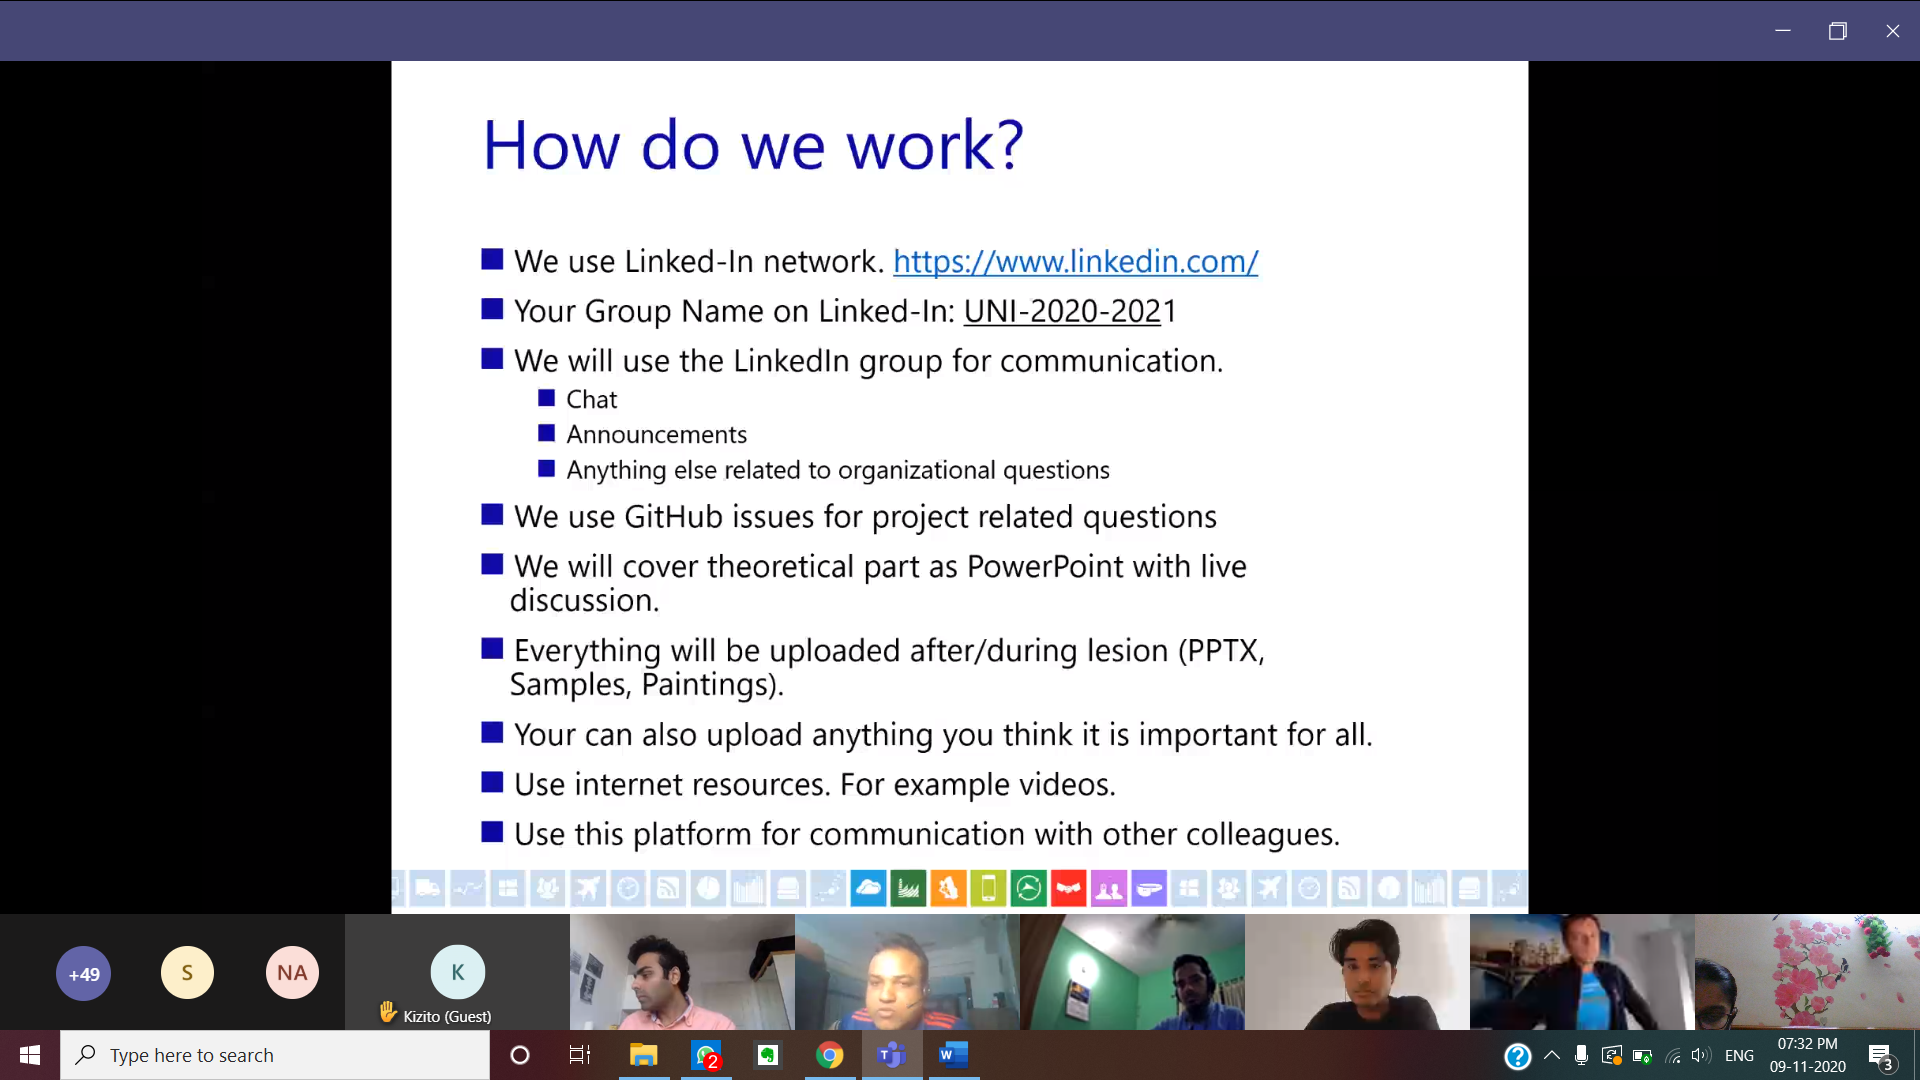 How do we work?
We use Linked-In network. https://www.linkedin.com/
Your Group Name on Linked-In: UNI-2020-2021
We will use the LinkedIn group for communication.
Chat
Announcements
Anything else related to organizational questions
We use GitHub issues for project related questions
We will cover theoretical part as PowerPoint with live
discussion.
Everything will be uploaded after/during lesion (PPTX,
Samples, Paintings).
Your can also upload anything you think it is important for all.
Use internet resources. For example videos.
Use this platform for communication with other colleagues.
+49
S
NA
K
Kizito (Guest)
Type here to search
2
T
W
?
ENG
07:32 PM
09-11-2020
3